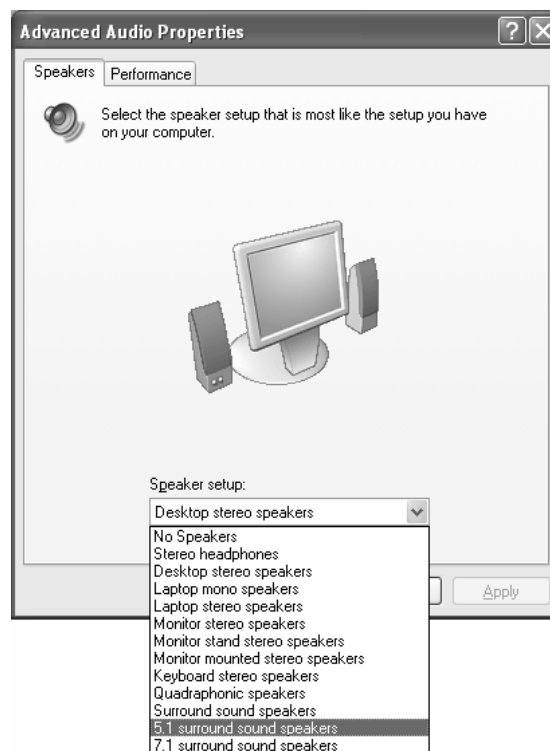 Advanced Audio Properties
Speakers
Performance
Select the speaker setup that is most like the setup you have
on your computer.
Speaker setup:
Desktop stereo speakers
No Speakers
Stereo headphones
Desktop stereo speakers
Laptop mono speakers
Laptop stereo speakers
Monitor stereo speakers
Monitor stand stereo speakers
Monitor mounted stereo speakers
Keyboard stereo speakers
Quadraphonic speakers
Surround sound speakers
5.1 surround sound speakers
7.1 surround sound speakers
Apply